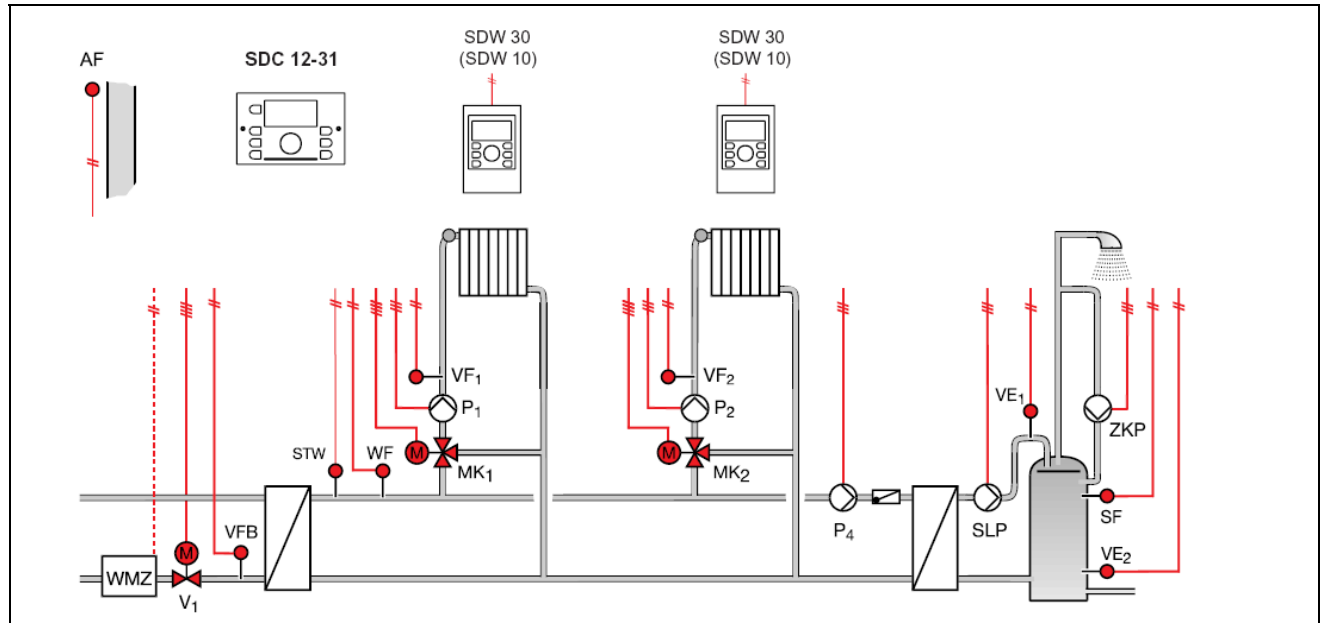 AF
SDC 12-31
SDW 30
(SDW 10)
SDW 30
(SDW 10)
VF1
P1
MK1
STW
WF
VF2
P2
MK2
VE1
ZKP
P4
SLP
SF
VE2
VFB
WMZ
V1
M
M
M